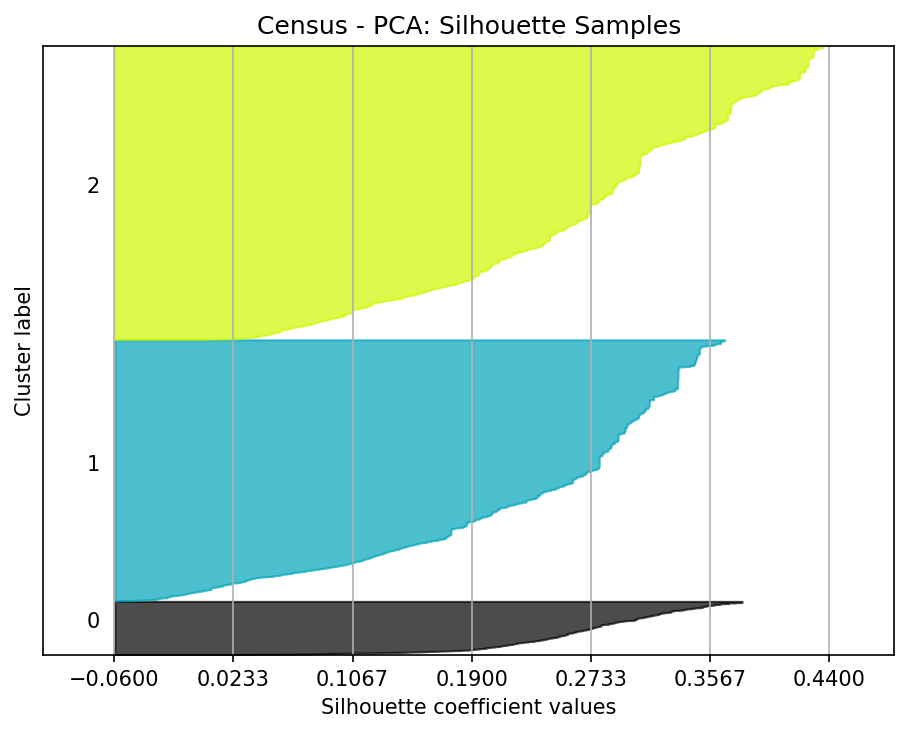 Census - PCA: Silhouette Samples
2
1
0
Cluster label
−0.0600 0.0233 0.1067 0.1900 0.2733 0.3567 0.4400
Silhouette coefficient values